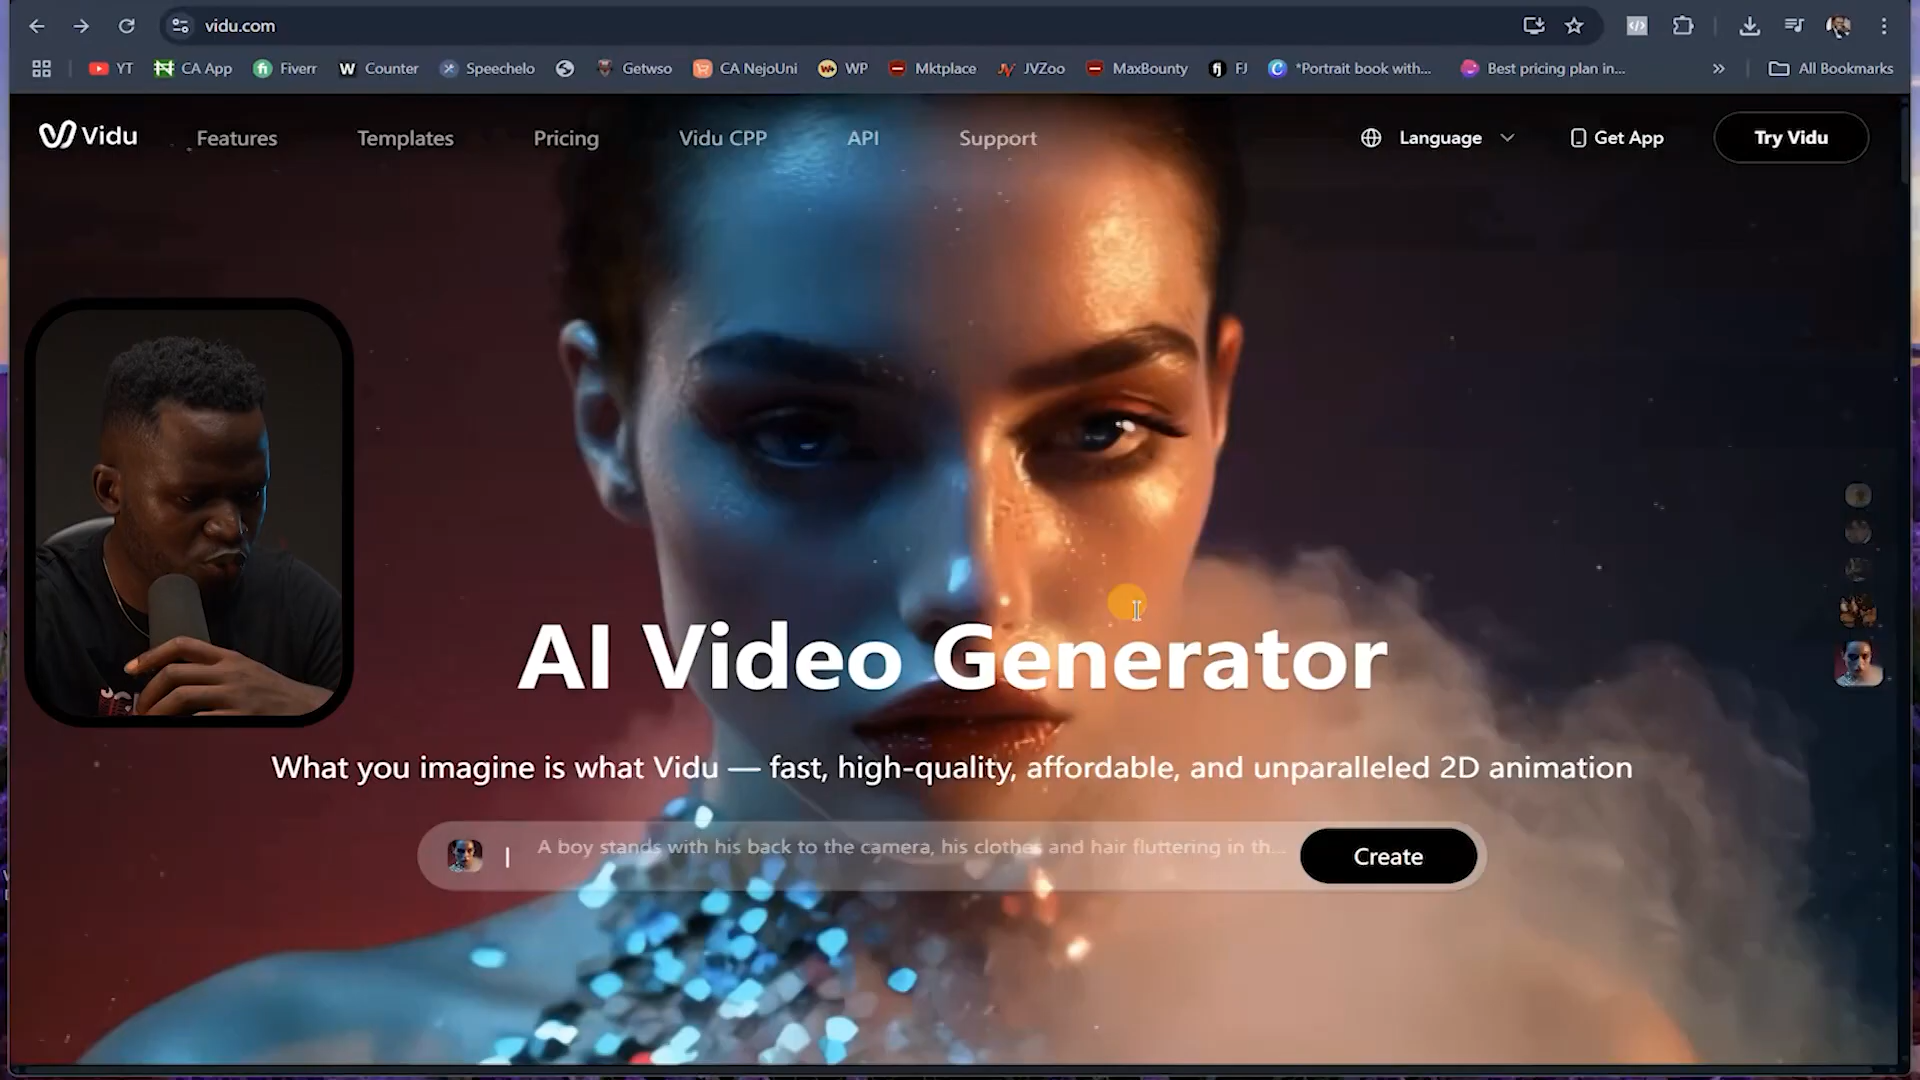 vidu.com
YT
CA App
Fiverr
W Counter
Speechelo
Getwso
CA NejoUni
WP
Mktplace
JVZoo
MaxBounty
fj FJ
*Portrait book with...
Best pricing plan in...
All Bookmarks
Vidu
Features
Templates
Pricing
Vidu CPP
API
Support
Language
Get App
Try Vidu
AI Video Generator
What you imagine is what Vidu — fast, high-quality, affordable, and unparalleled 2D animation
A boy stands with his back to the camera, his clothes and hair fluttering in th...
Create